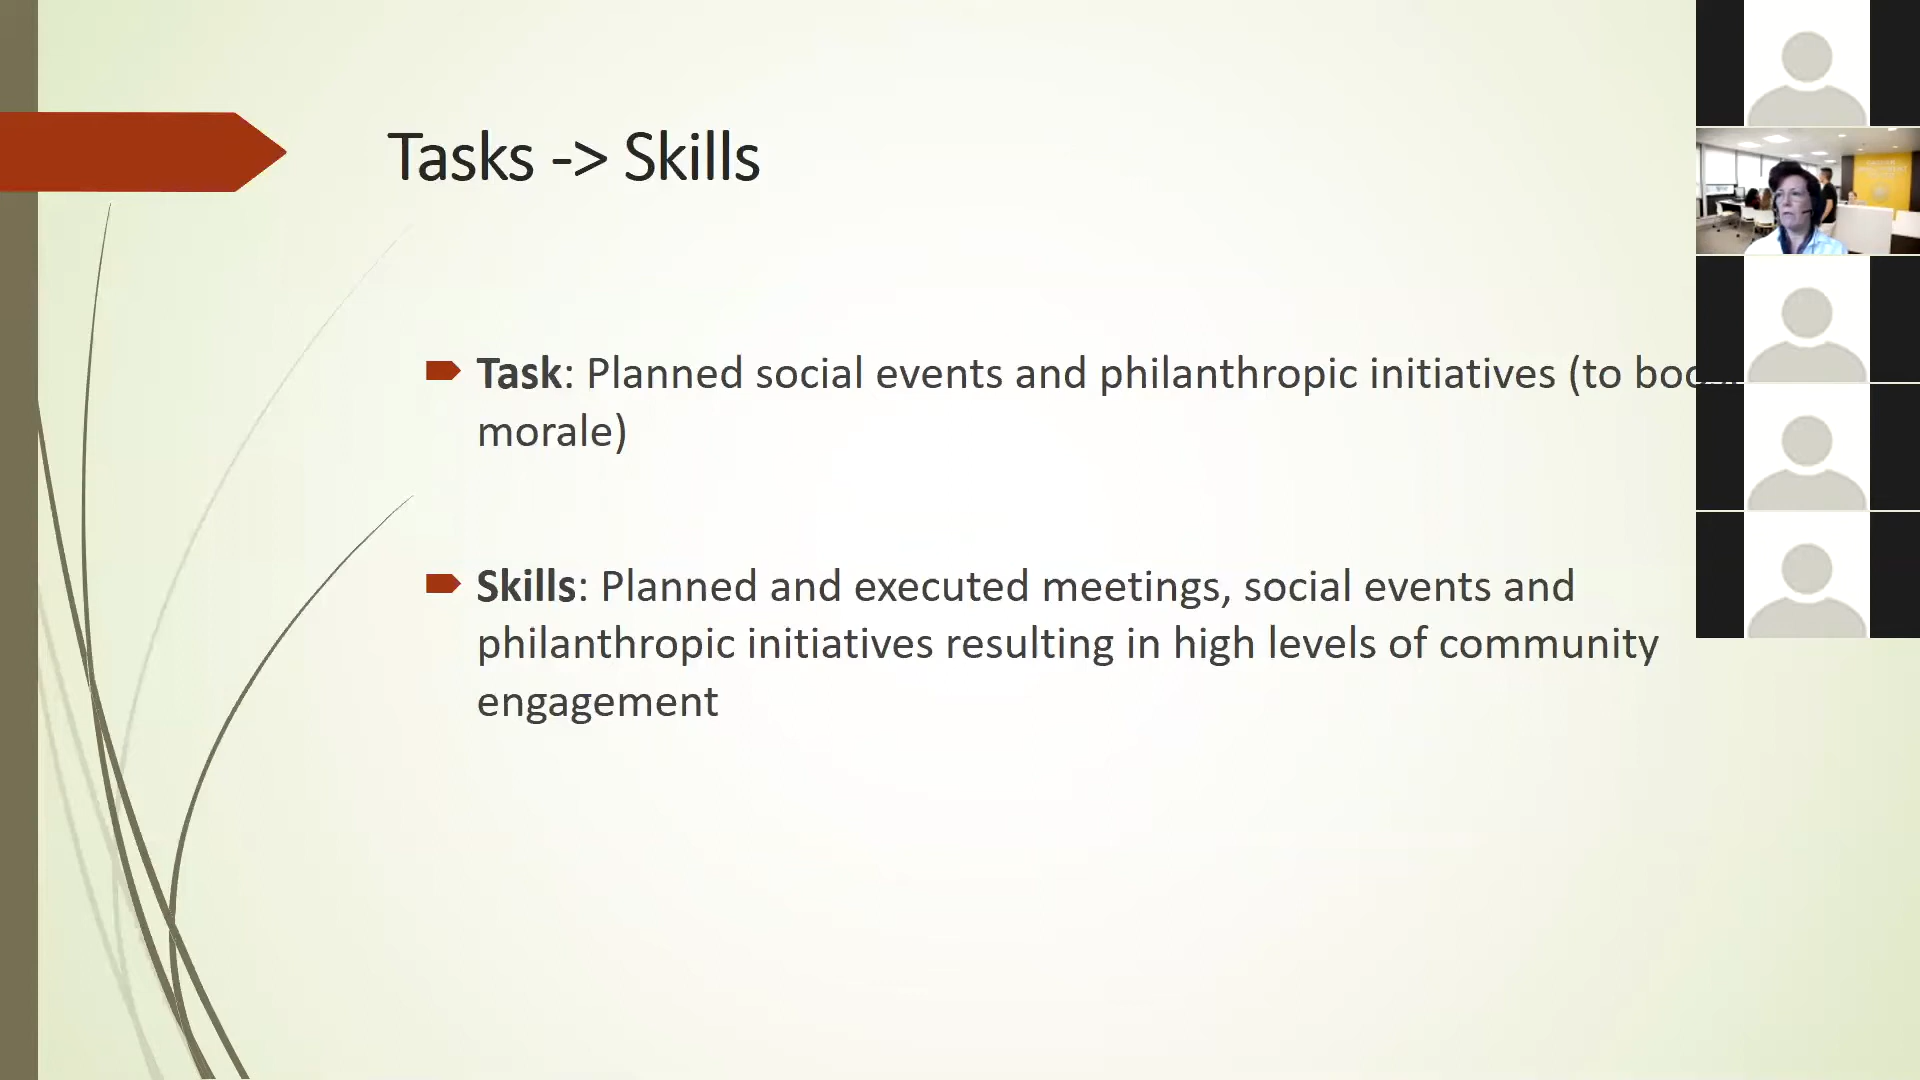 Tasks -> Skills
Task: Planned social events and philanthropic initiatives (to
morale)
Skills: Planned and executed meetings, social events and
philanthropic initiatives resulting in high levels of community
engagement